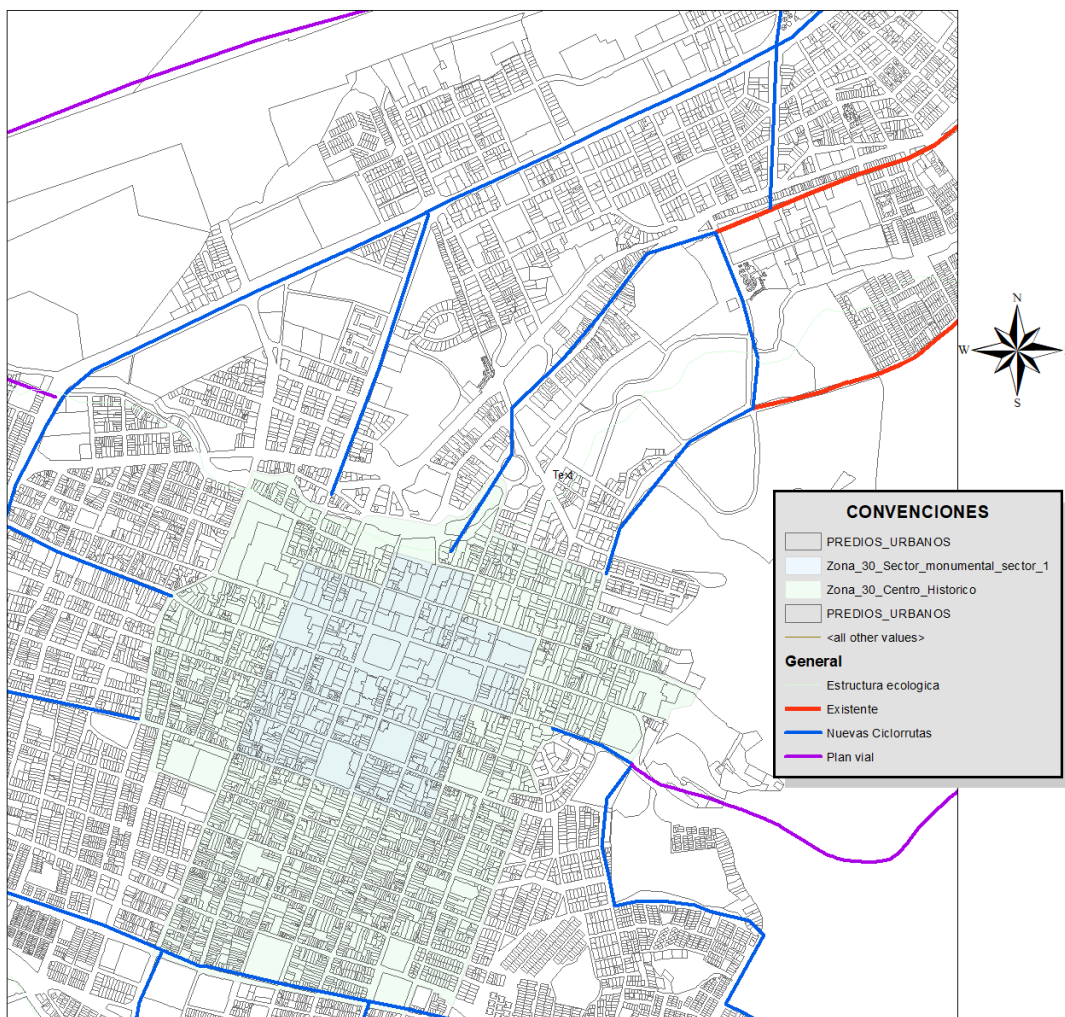 N
W
S
Text
CONVENCIONES
PREDIOS_URBANOS
Zona_30_Sector_monumental_sector_1
Zona_30_Centro_Historico
PREDIOS_URBANOS
<all other values>
General
Estructura ecologica
Existente
Nuevas Ciclorrutas
Plan vial